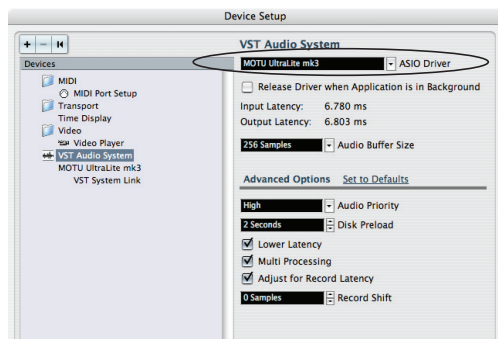 Device Setup
+ −
Devices
MIDI
MIDI Port Setup
Transport
Time Display
Video
Video Player
VST Audio System
MOTU UltraLite mk3
VST System Link
VST Audio System
MOTU UltraLite mk3 ASIO Driver
Release Driver when Application is in Background
Input Latency: 6.780 ms
Output Latency: 6.803 ms
256 Samples Audio Buffer Size
Advanced Options Set to Defaults
High Audio Priority
2 Seconds Disk Preload
Lower Latency
Multi Processing
Adjust for Record Latency
0 Samples Record Shift